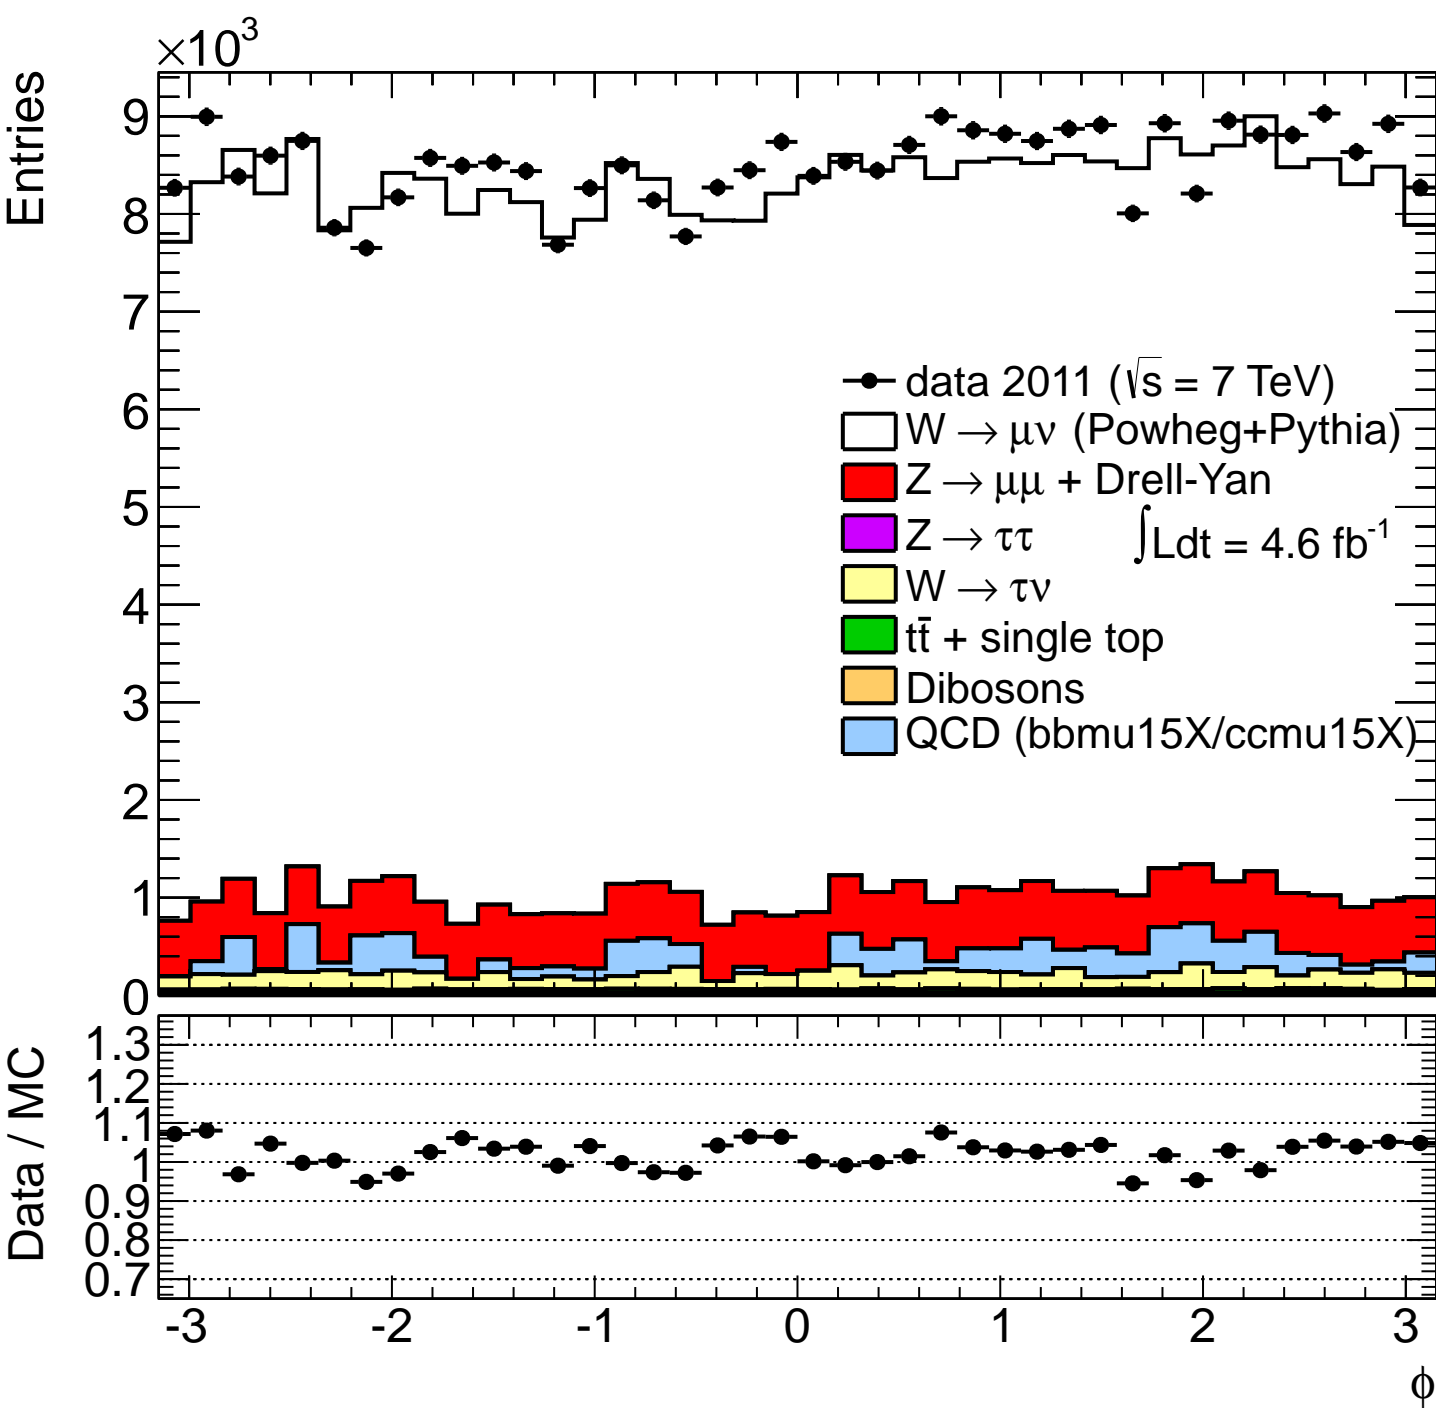 ×10³
Entries
9
8
7
6
5
4
3
2
1
0
data 2011 (√s = 7 TeV)
W → μν (Powheg+Pythia)
Z → μμ + Drell-Yan
Z → ττ
∫Ldt = 4.6 fb⁻¹
W → τν
tt̄ + single top
Dibosons
QCD (bbmu15X/ccmu15X)
Data / MC
1.3
1.2
1.1
1
0.9
0.8
0.7
-3 -2 -1 0 1 2 3
ϕ